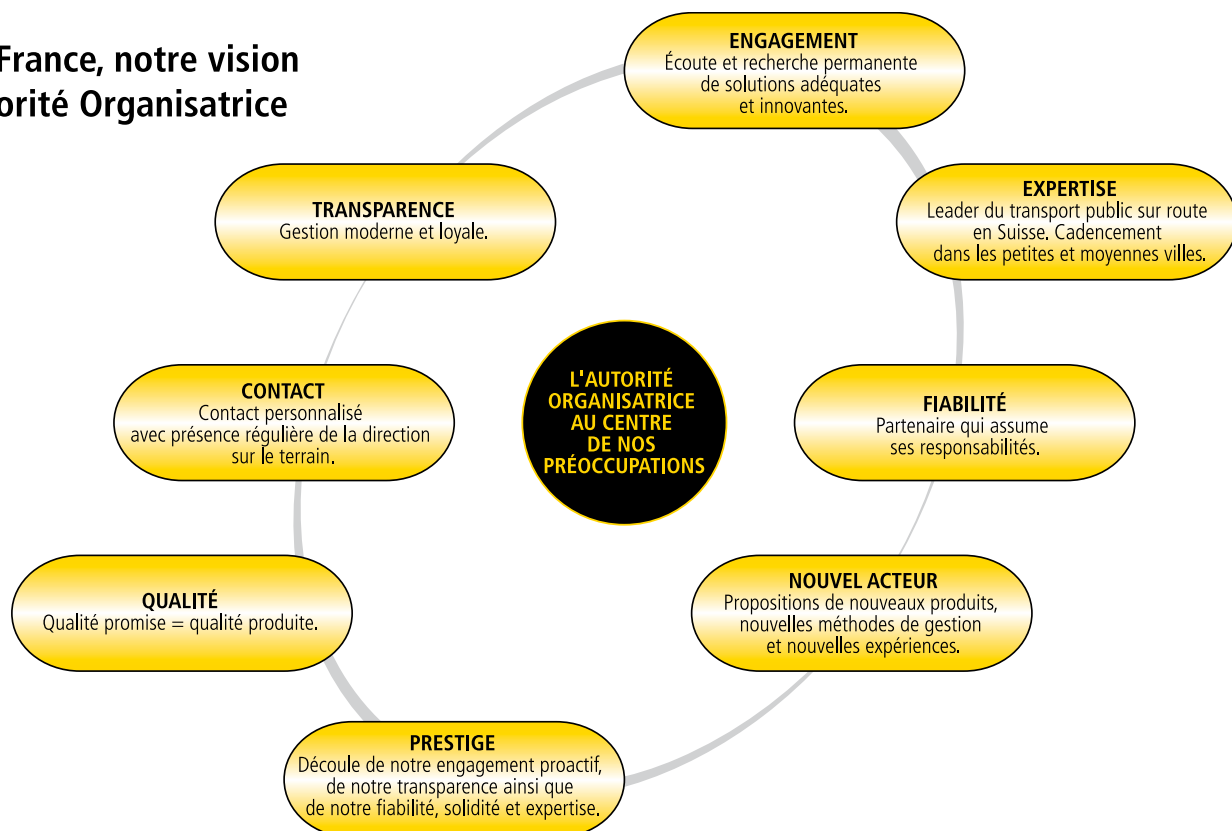 France, notre vision
orité Organisatrice
ENGAGEMENT
Écoute et recherche permanente
de solutions adéquates
et innovantes.
EXPERTISE
Leader du transport public sur route
en Suisse. Cadencement
dans les petites et moyennes villes.
TRANSPARENCE
Gestion moderne et loyale.
L'AUTORITÉ
ORGANISATRICE
AU CENTRE
DE NOS
PRÉOCCUPATIONS
CONTACT
Contact personnalisé
avec présence régulière de la direction
sur le terrain.
FIABILITÉ
Partenaire qui assume
ses responsabilités.
QUALITÉ
Qualité promise = qualité produite.
NOUVEL ACTEUR
Propositions de nouveaux produits,
nouvelles méthodes de gestion
et nouvelles expériences.
PRESTIGE
Découle de notre engagement proactif,
de notre transparence ainsi que
de notre fiabilité, solidité et expertise.